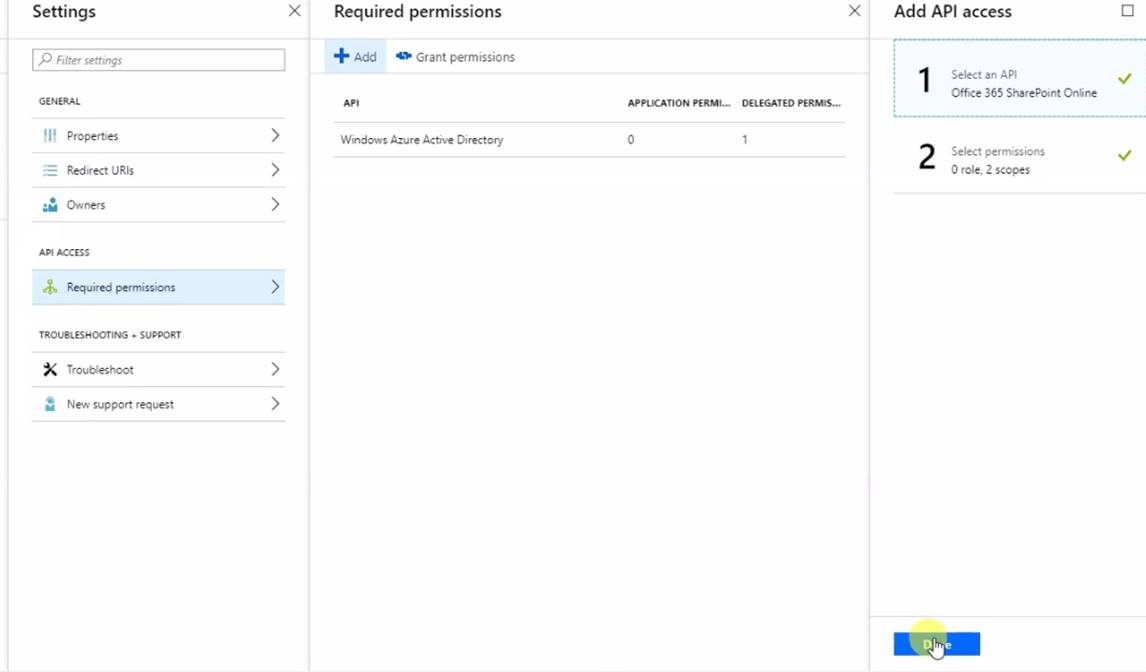 Settings
Filter settings
GENERAL
Properties
Redirect URIs
Owners
API ACCESS
Required permissions
TROUBLESHOOTING + SUPPORT
Troubleshoot
New support request
Required permissions
Add
Grant permissions
API APPLICATION PERMI... DELEGATED PERMIS...
Windows Azure Active Directory 0 1
Add API access
1
Select an API
Office 365 SharePoint Online
2
Select permissions
0 role, 2 scopes